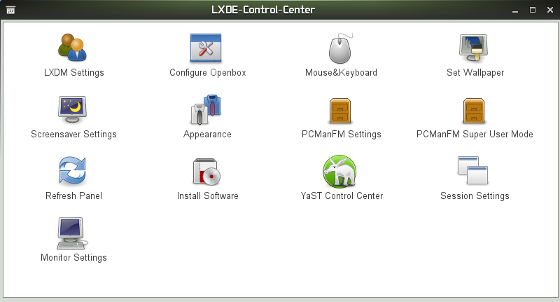 LXDE-Control-Center
LXDM Settings
Configure Openbox
Mouse&Keyboard
Set Wallpaper
Screensaver Settings
Appearance
PCManFM Settings
PCManFM Super User Mode
Refresh Panel
Install Software
YaST Control Center
Session Settings
Monitor Settings